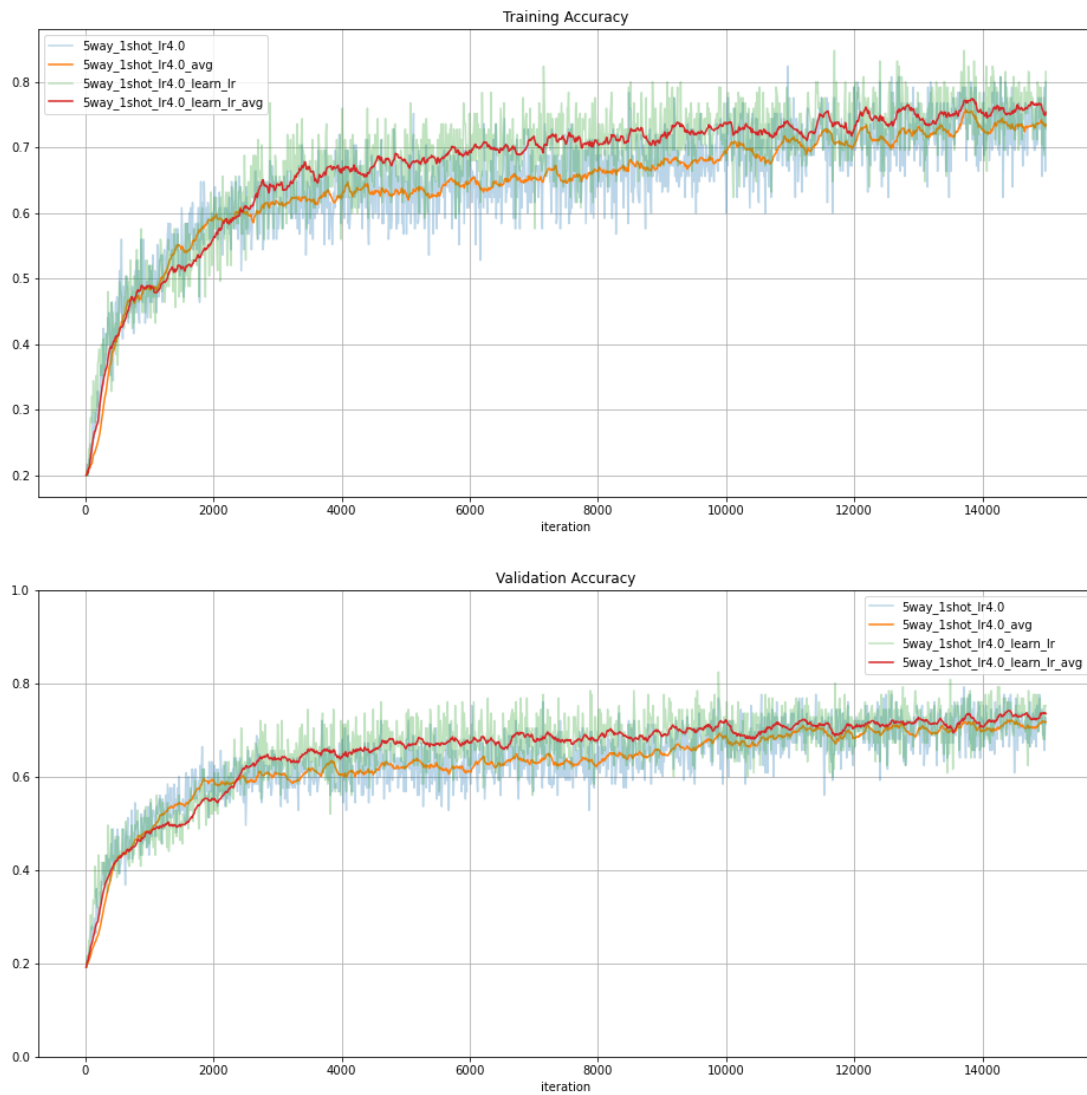 Training Accuracy
5way_1shot_lr4.0
5way_1shot_lr4.0_avg
5way_1shot_lr4.0_learn_lr
5way_1shot_lr4.0_learn_lr_avg
0.8
0.7
0.6
0.5
0.4
0.3
0.2
0 2000 4000 6000 8000 10000 12000 14000
iteration
Validation Accuracy
1.0
5way_1shot_lr4.0
5way_1shot_lr4.0_avg
5way_1shot_lr4.0_learn_lr
5way_1shot_lr4.0_learn_lr_avg
0.8
0.6
0.4
0.2
0.0
0 2000 4000 6000 8000 10000 12000 14000
iteration